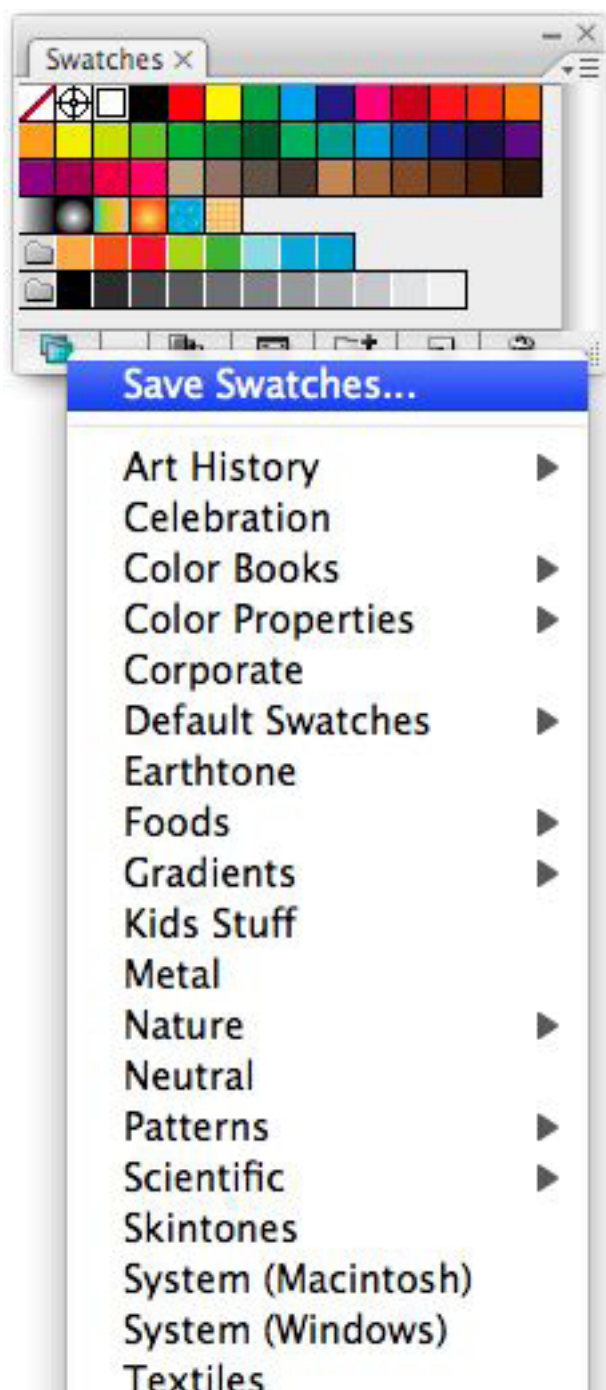 Swatches
Save Swatches...
Art History
Celebration
Color Books
Color Properties
Corporate
Default Swatches
Earthtone
Foods
Gradients
Kids Stuff
Metal
Nature
Neutral
Patterns
Scientific
Skintones
System (Macintosh)
System (Windows)
Textiles